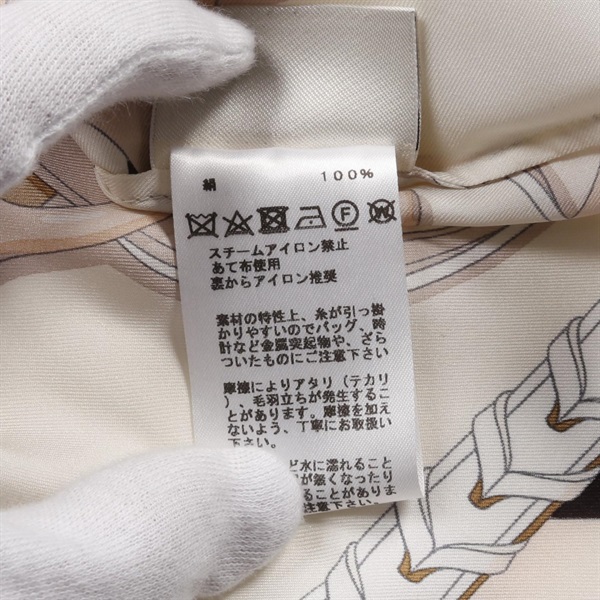 絹 100%
F W
スチームアイロン禁止
あて布使用
裏からアイロン推奨
素材の特性上、糸が引っ掛
かりやすいのでバッグ、時
計など金属突起物や、ざら
ついたものにご注意下さい
摩擦によりアタリ（テカリ
）、毛羽立ちが発生するこ
とがあります。摩擦を加え
ないよう、丁寧にお取扱い
下さい。
ど水に濡れること
が無くなったり
ることがありま